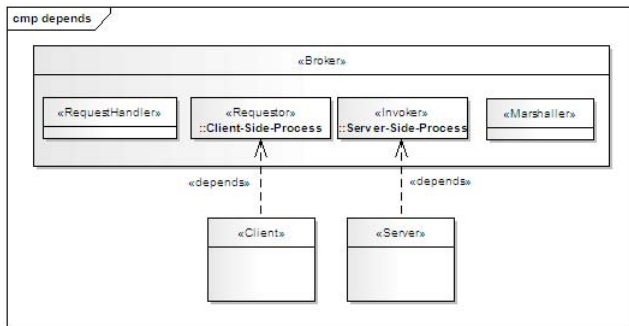 cmp depends
«Broker»
«RequestHandler»
«Requestor»
::Client-Side-Process
«Invoker»
::Server-Side-Process
«Marshaller»
«depends»
«depends»
«Client»
«Server»